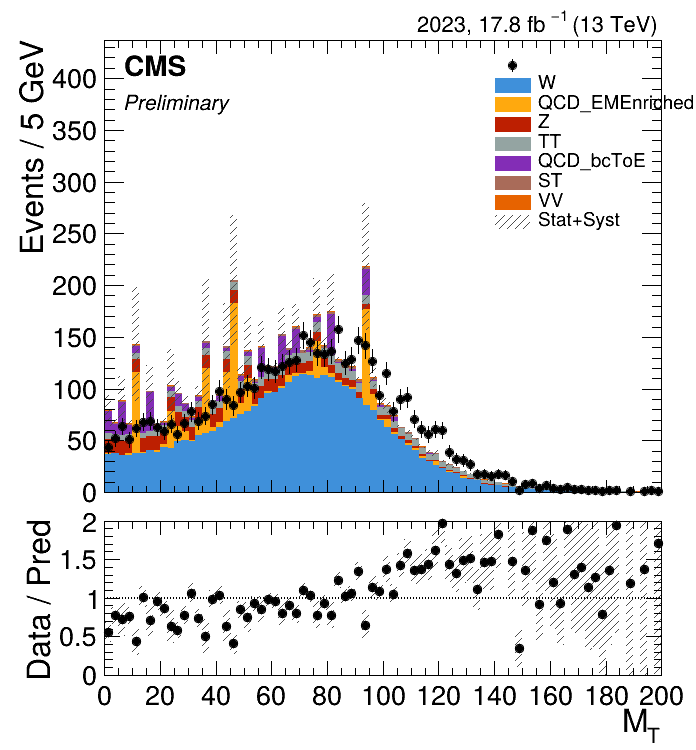 2023, 17.8 fb⁻¹ (13 TeV)
Events / 5 GeV
400
350
300
250
200
150
100
50
0
CMS
Preliminary
W
QCD_EMEnriched
Z
TT
QCD_bcToE
ST
VV
Stat+Syst
Data / Pred
2
1.5
1
0.5
0
0 20 40 60 80 100 120 140 160 180 200
M_T